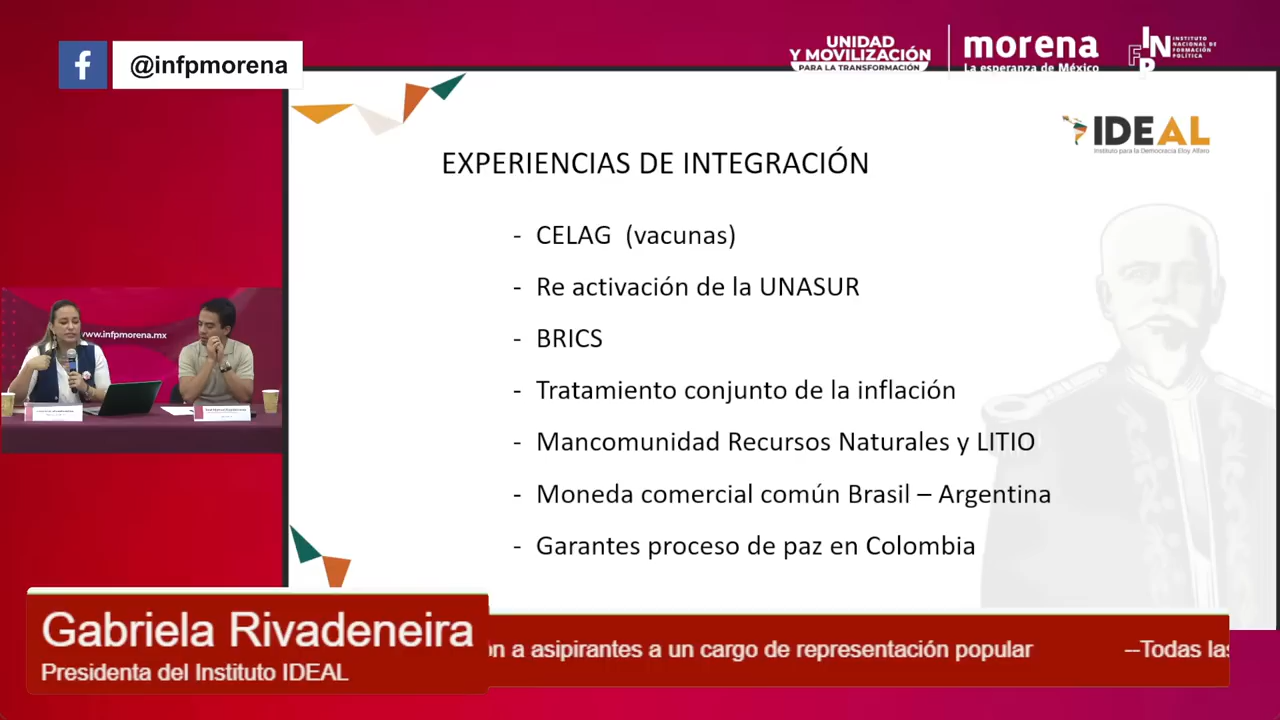 @infpmorena
UNIDAD
Y MOVILIZACIÓN
PARA LA TRANSFORMACIÓN
morena
La esperanza de México
INFP
INSTITUTO
NACIONAL DE
FORMACIÓN
POLÍTICA
IDEAL
Instituto para la Democracia Eloy Alfaro
EXPERIENCIAS DE INTEGRACIÓN
- CELAG (vacunas)
- Re activación de la UNASUR
- BRICS
- Tratamiento conjunto de la inflación
- Mancomunidad Recursos Naturales y LITIO
- Moneda comercial común Brasil – Argentina
- Garantes proceso de paz en Colombia
www.infpmorena.mx
Gabriela Rivadeneira
Presidenta del Instituto IDEAL
ón a asipirantes a un cargo de representación popular
--Todas las